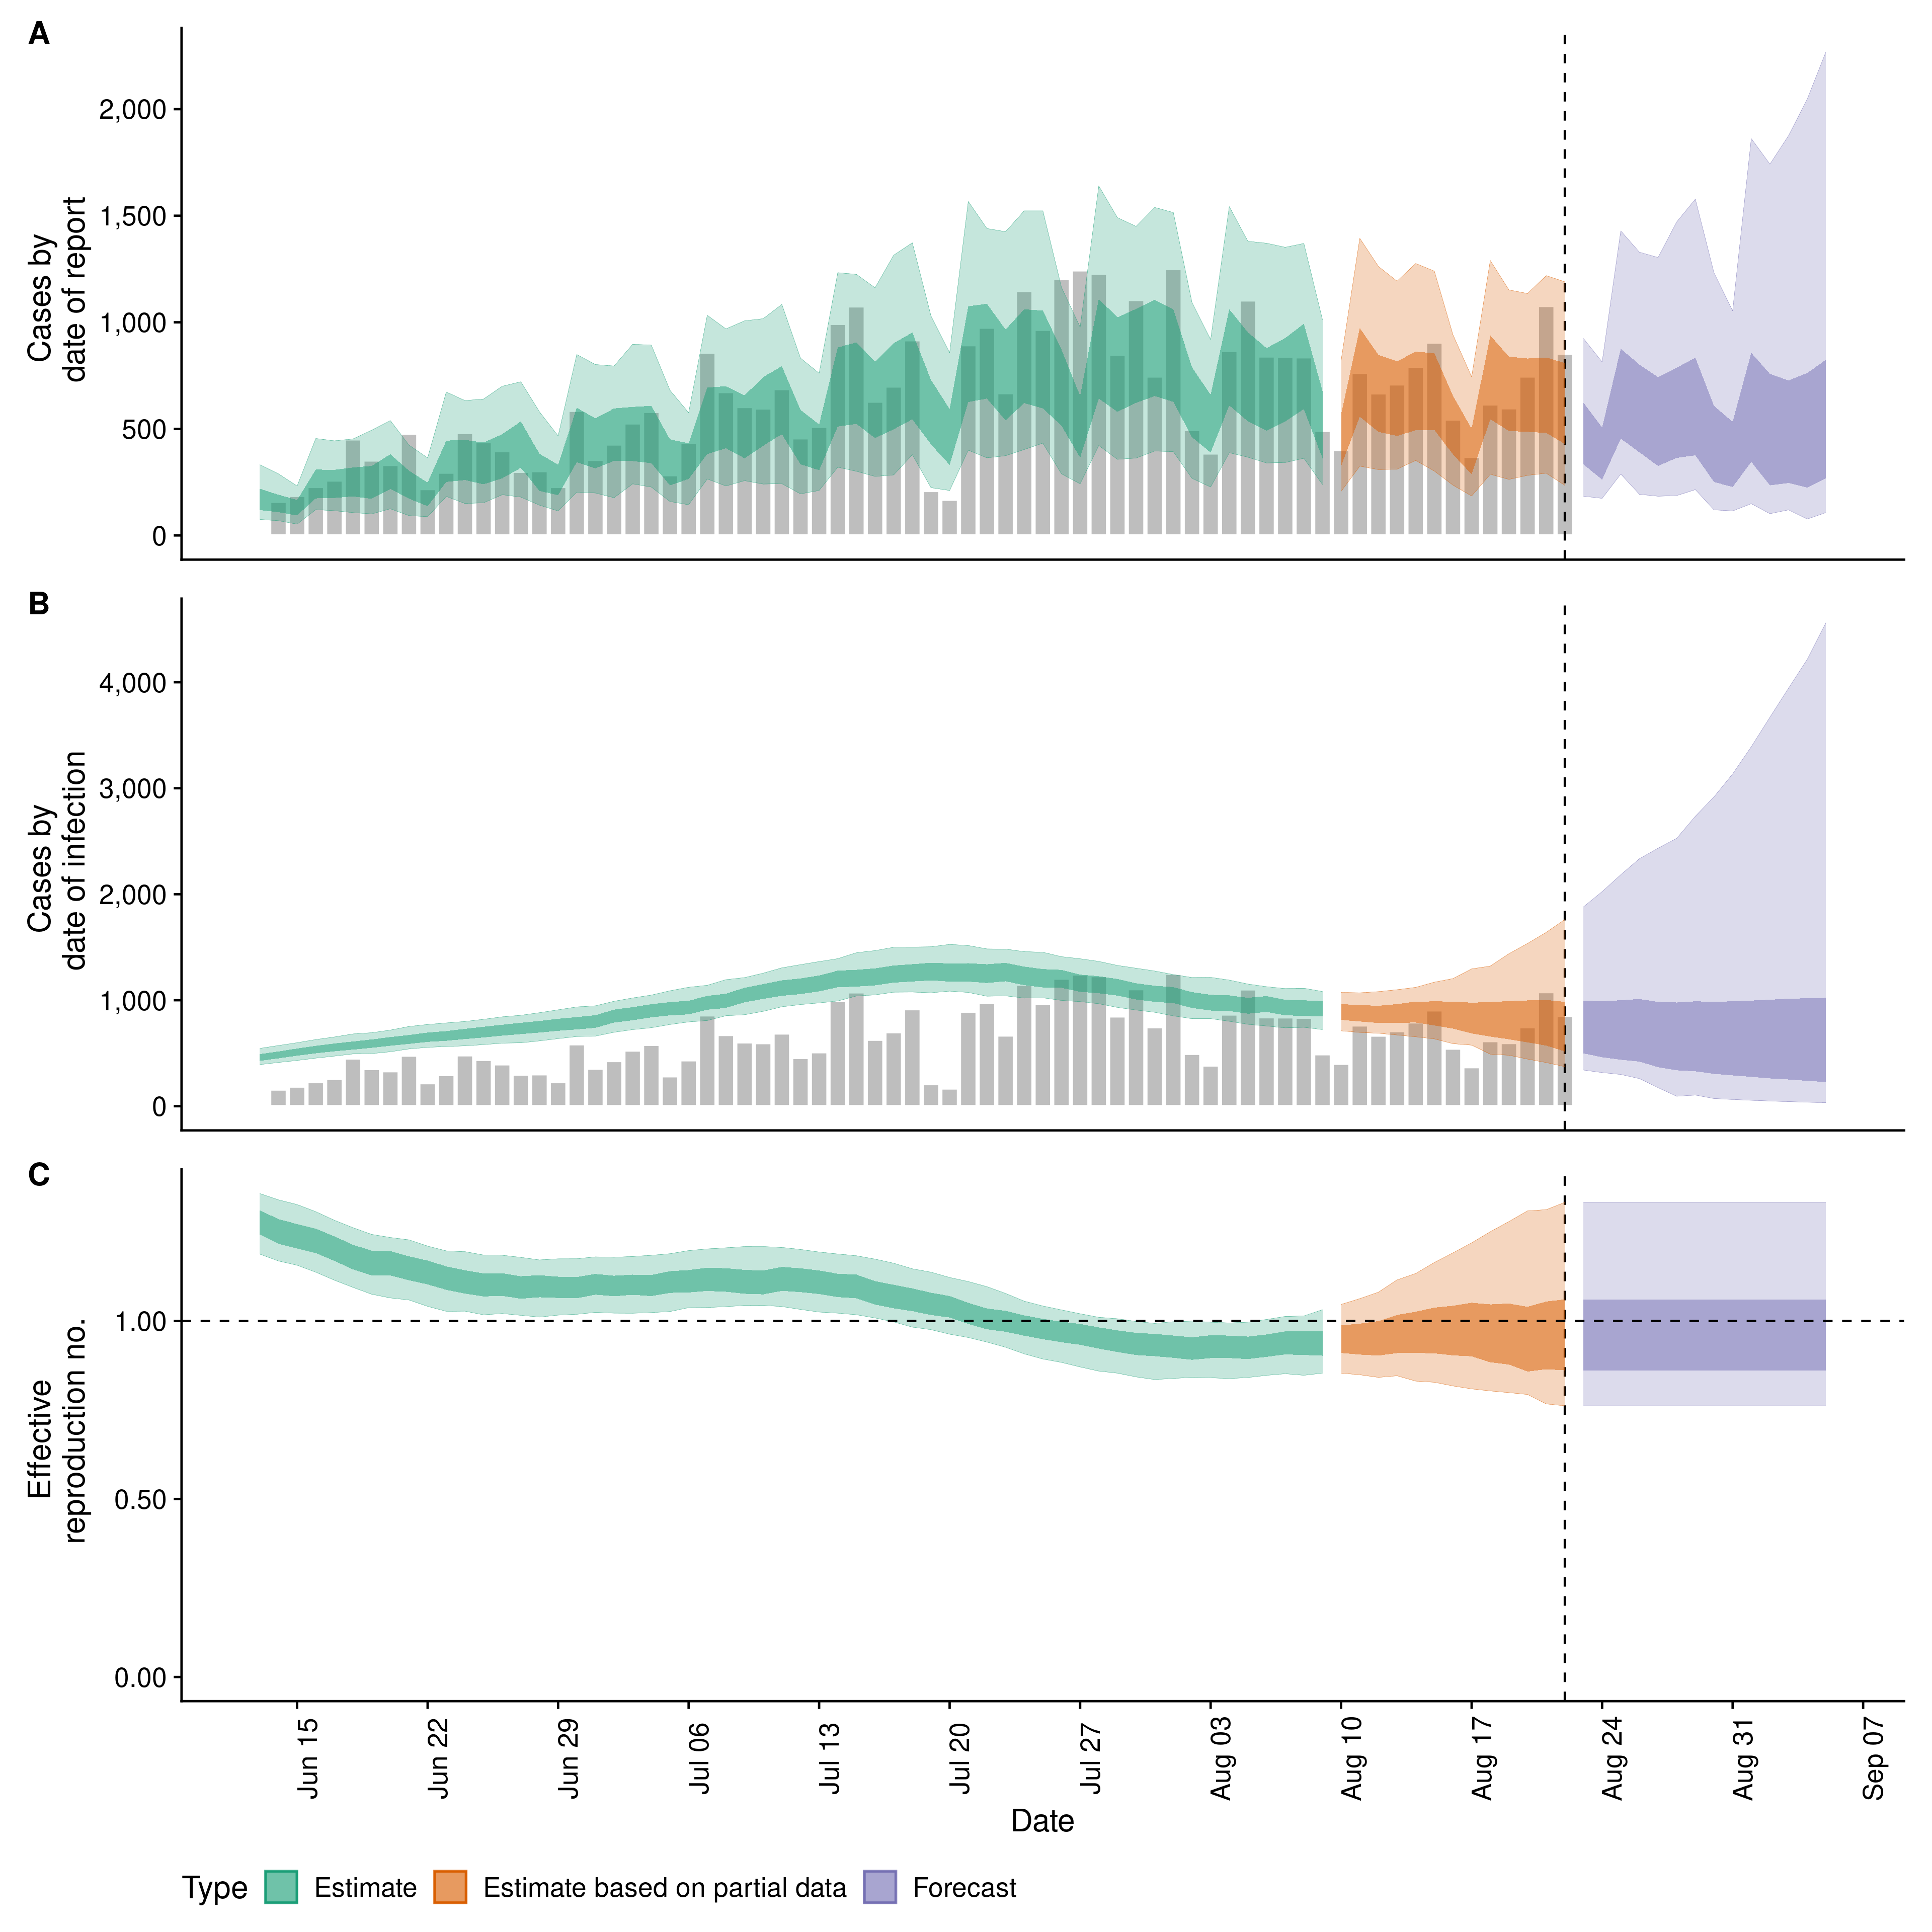 A
Cases by
date of report
2,000
1,500
1,000
500
0
B
Cases by
date of infection
4,000
3,000
2,000
1,000
0
C
Effective
reproduction no.
1.00
0.50
0.00
Jun 15
Jun 22
Jun 29
Jul 06
Jul 13
Jul 20
Jul 27
Aug 03
Aug 10
Aug 17
Aug 24
Aug 31
Sep 07
Date
Type Estimate Estimate based on partial data Forecast